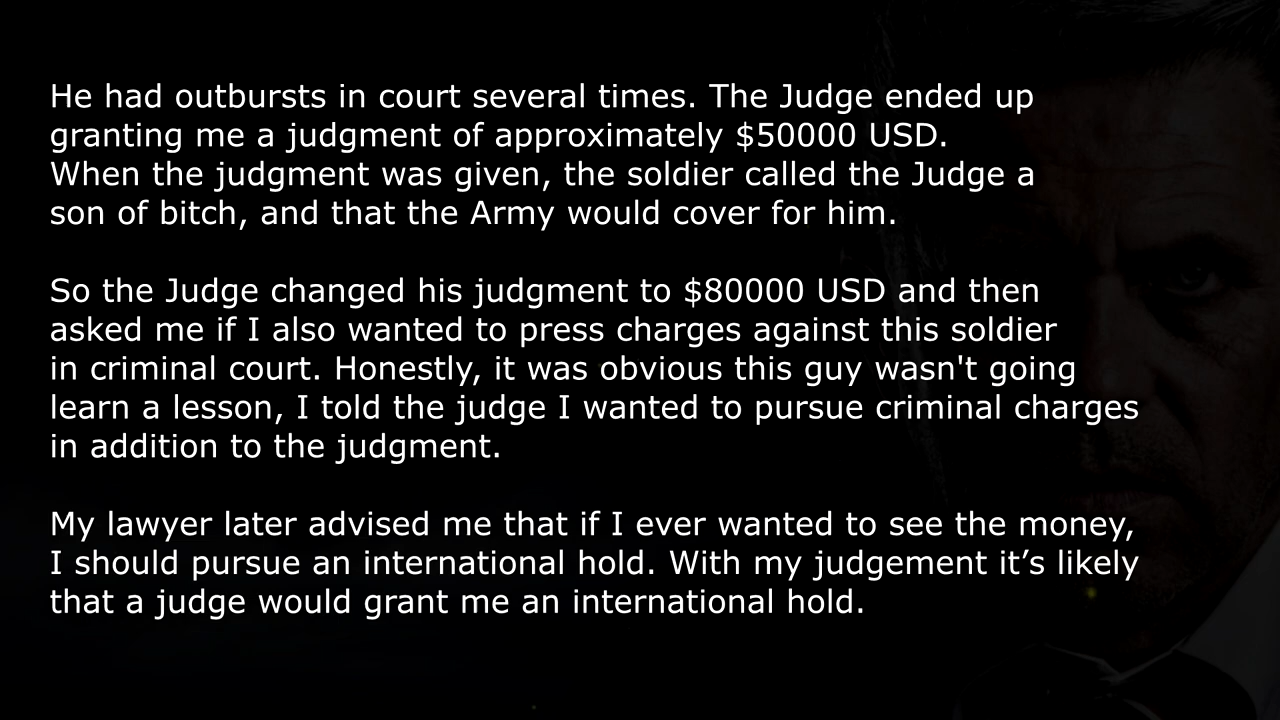 He had outbursts in court several times. The Judge ended up
granting me a judgment of approximately $50000 USD.
When the judgment was given, the soldier called the Judge a
son of bitch, and that the Army would cover for him.
So the Judge changed his judgment to $80000 USD and then
asked me if I also wanted to press charges against this soldier
in criminal court. Honestly, it was obvious this guy wasn't going
learn a lesson, I told the judge I wanted to pursue criminal charges
in addition to the judgment.
My lawyer later advised me that if I ever wanted to see the money,
I should pursue an international hold. With my judgement it’s likely
that a judge would grant me an international hold.